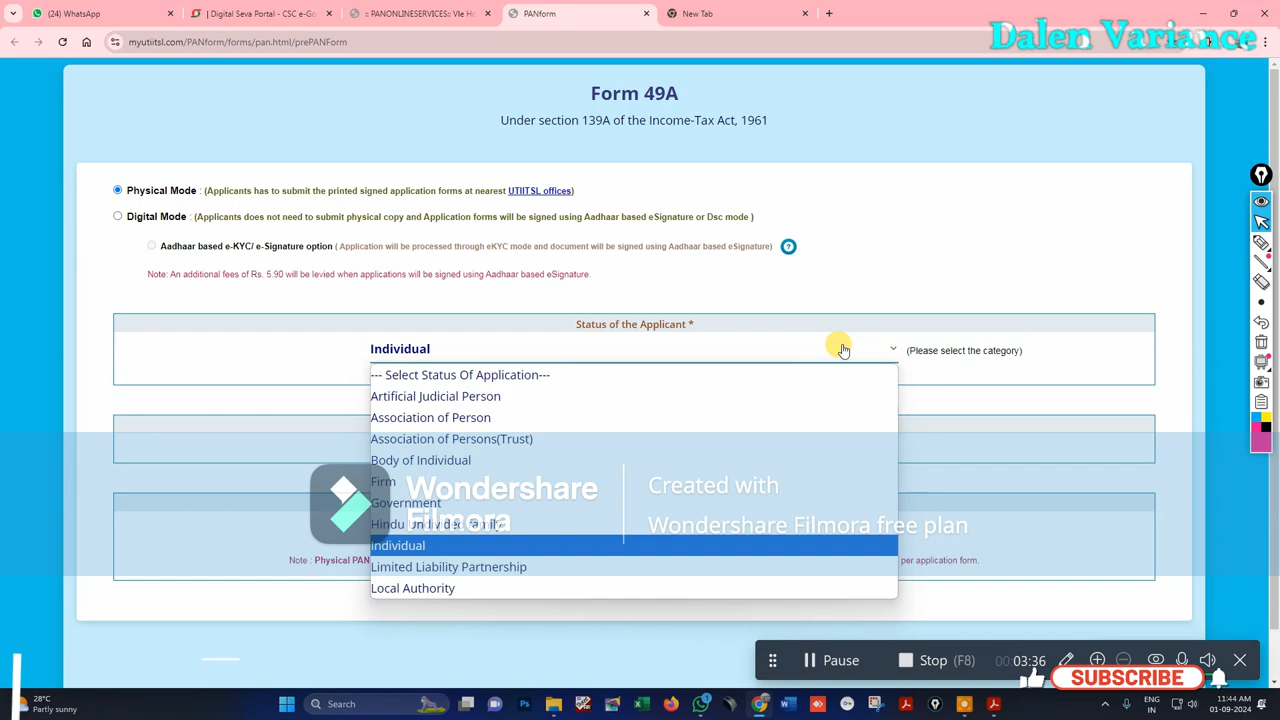 (24) WhatsApp
Digital Seva Portal - CSC e-Go
:: PANONLINESERVICES:: Vle H
PANform
New Tab
myutiitsl.com/PANform/forms/pan.html/prePANForm
Dalen Variance
Form 49A
Under section 139A of the Income-Tax Act, 1961
Physical Mode : (Applicants has to submit the printed signed application forms at nearest UTIITSL offices)
Digital Mode : (Applicants does not need to submit physical copy and Application forms will be signed using Aadhaar based eSignature or Dsc mode )
Aadhaar based e-KYC/ e-Signature option ( Application will be processed through eKYC mode and document will be signed using Aadhaar based eSignature) ?
Note: An additional fees of Rs. 5.90 will be levied when applications will be signed using Aadhaar based eSignature.
Status of the Applicant *
Individual
(Please select the category)
--- Select Status Of Application---
Artificial Judicial Person
Association of Person
Association of Persons(Trust)
Body of Individual
Firm
Government
Hindu Undivided Family
Individual
Limited Liability Partnership
Local Authority
Wondershare
Filmora
Created with
Wondershare Filmora free plan
Note : Physical PAN
per application form.
Pause
Stop (F8)
00:03:36
SUBSCRIBE
28°C
Partly sunny
Search
1
ENG
IN
11:44 AM
01-09-2024